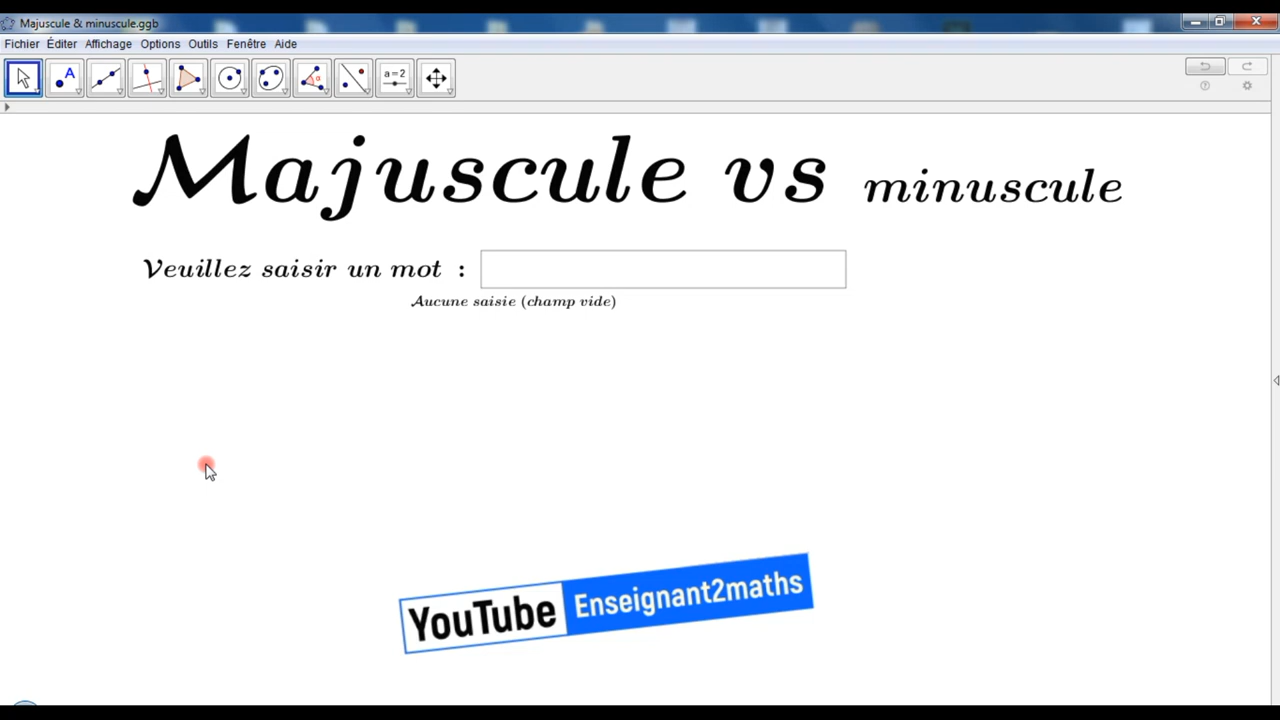 Majuscule & minuscule.ggb
Fichier Éditer Affichage Options Outils Fenêtre Aide
A
α
a=2
Majuscule vs minuscule
Veuillez saisir un mot :
Aucune saisie (champ vide)
YouTube Enseignant2maths